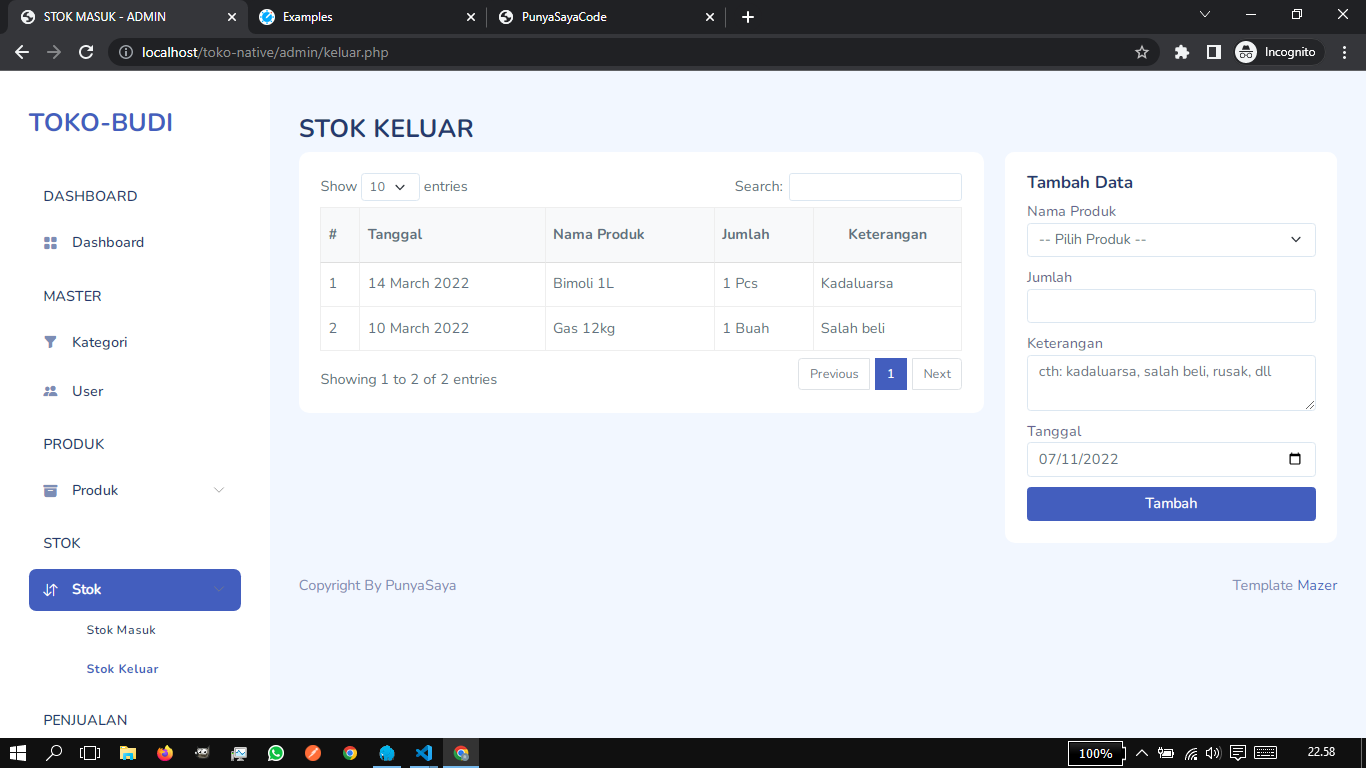 STOK MASUK - ADMIN
Examples
PunyaSayaCode
localhost/toko-native/admin/keluar.php
Incognito
TOKO-BUDI
DASHBOARD
Dashboard
MASTER
Kategori
User
PRODUK
Produk
STOK
Stok
Stok Masuk
Stok Keluar
PENJUALAN
STOK KELUAR
Show 10 entries
Search:
# Tanggal Nama Produk Jumlah Keterangan
1 14 March 2022 Bimoli 1L 1 Pcs Kadaluarsa
2 10 March 2022 Gas 12kg 1 Buah Salah beli
Showing 1 to 2 of 2 entries
Previous 1 Next
Tambah Data
Nama Produk
-- Pilih Produk --
Jumlah
Keterangan
cth: kadaluarsa, salah beli, rusak, dll
Tanggal
07/11/2022
Tambah
Copyright By PunyaSaya
Template Mazer
100%
22.58